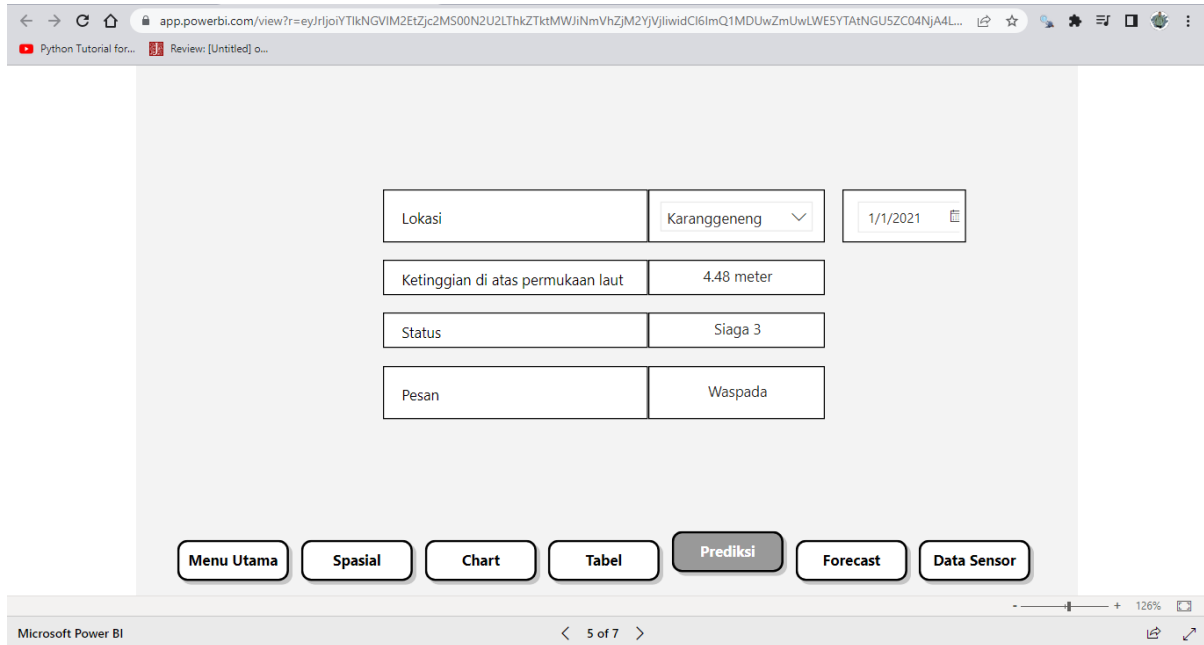 app.powerbi.com/view?r=eyJrIjoiYTlkNGVlM2EtZjc2MS00N2U2LThkZTktMWJiNmVhZjM2YjVjIiwidCI6ImQ1MDUwZmUwLWE5YTAtNGU5ZC04NjA4L...
Python Tutorial for... Review: [Untitled] o...
Lokasi Karanggeneng 1/1/2021
Ketinggian di atas permukaan laut 4.48 meter
Status Siaga 3
Pesan Waspada
Menu Utama Spasial Chart Tabel Prediksi Forecast Data Sensor
- + 126%
Microsoft Power BI 5 of 7